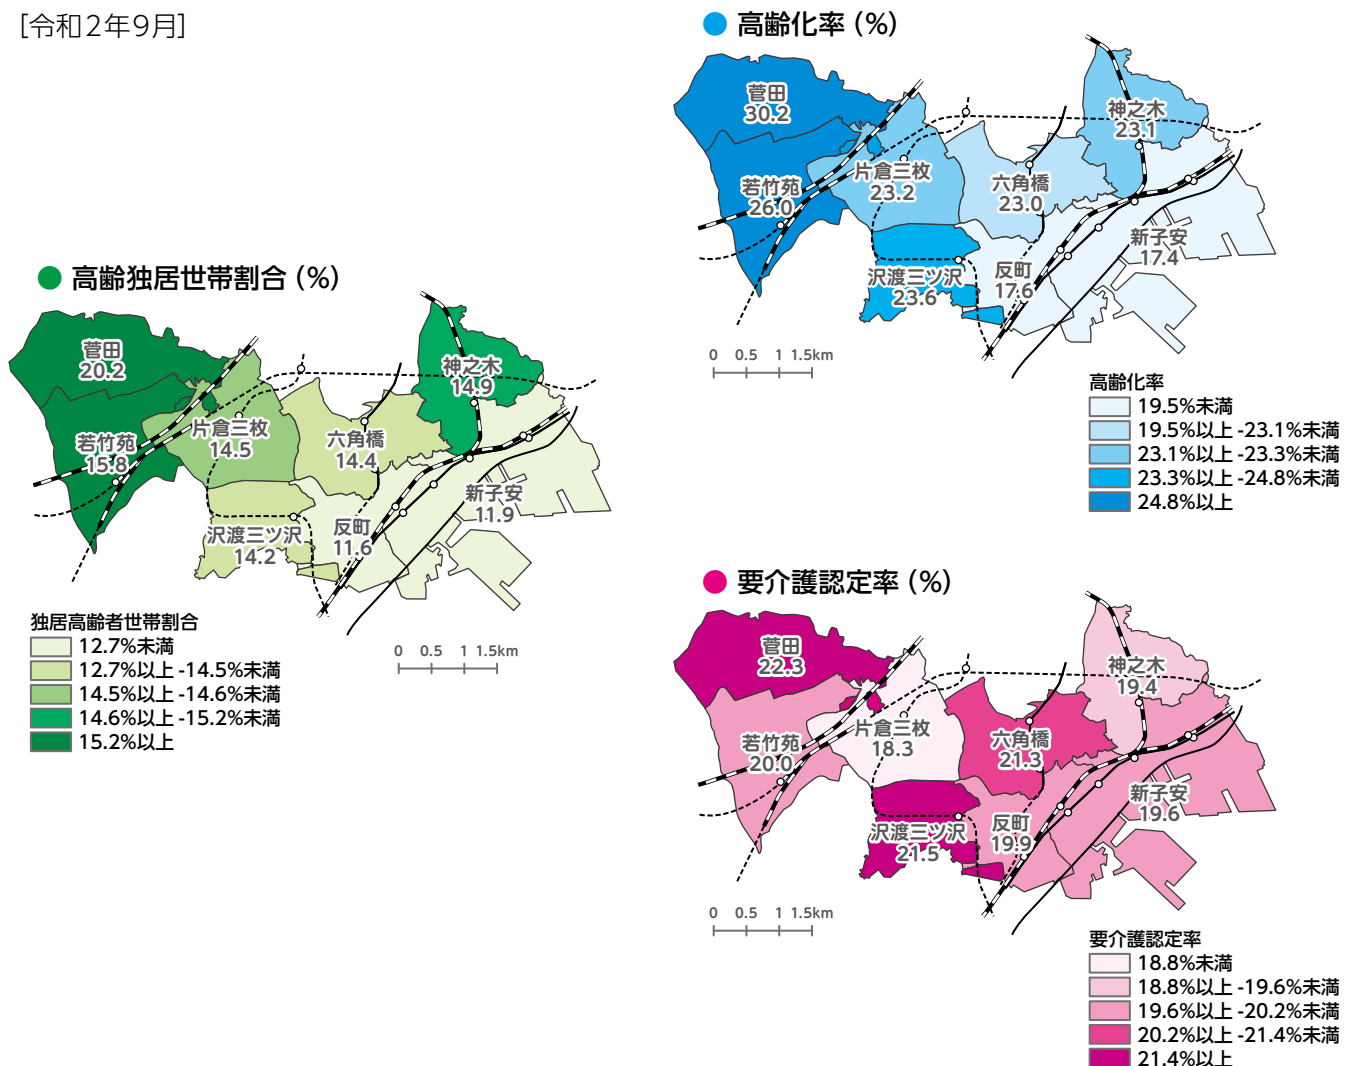 [令和2年9月]
高齢化率 (%)
菅田
30.2
神之木
23.1
片倉三枚
23.2
若竹苑
26.0
六角橋
23.0
新子安
17.4
沢渡三ツ沢
23.6
反町
17.6
0 0.5 1 1.5km
高齢化率
19.5%未満
19.5%以上 -23.1%未満
23.1%以上 -23.3%未満
23.3%以上 -24.8%未満
24.8%以上
高齢独居世帯割合 (%)
菅田
20.2
神之木
14.9
片倉三枚
14.5
若竹苑
15.8
六角橋
14.4
新子安
11.9
沢渡三ツ沢
14.2
反町
11.6
独居高齢者世帯割合
12.7%未満
12.7%以上 -14.5%未満
14.5%以上 -14.6%未満
14.6%以上 -15.2%未満
15.2%以上
0 0.5 1 1.5km
要介護認定率 (%)
菅田
22.3
神之木
19.4
片倉三枚
18.3
若竹苑
20.0
六角橋
21.3
新子安
19.6
沢渡三ツ沢
21.5
反町
19.9
0 0.5 1 1.5km
要介護認定率
18.8%未満
18.8%以上 -19.6%未満
19.6%以上 -20.2%未満
20.2%以上 -21.4%未満
21.4%以上